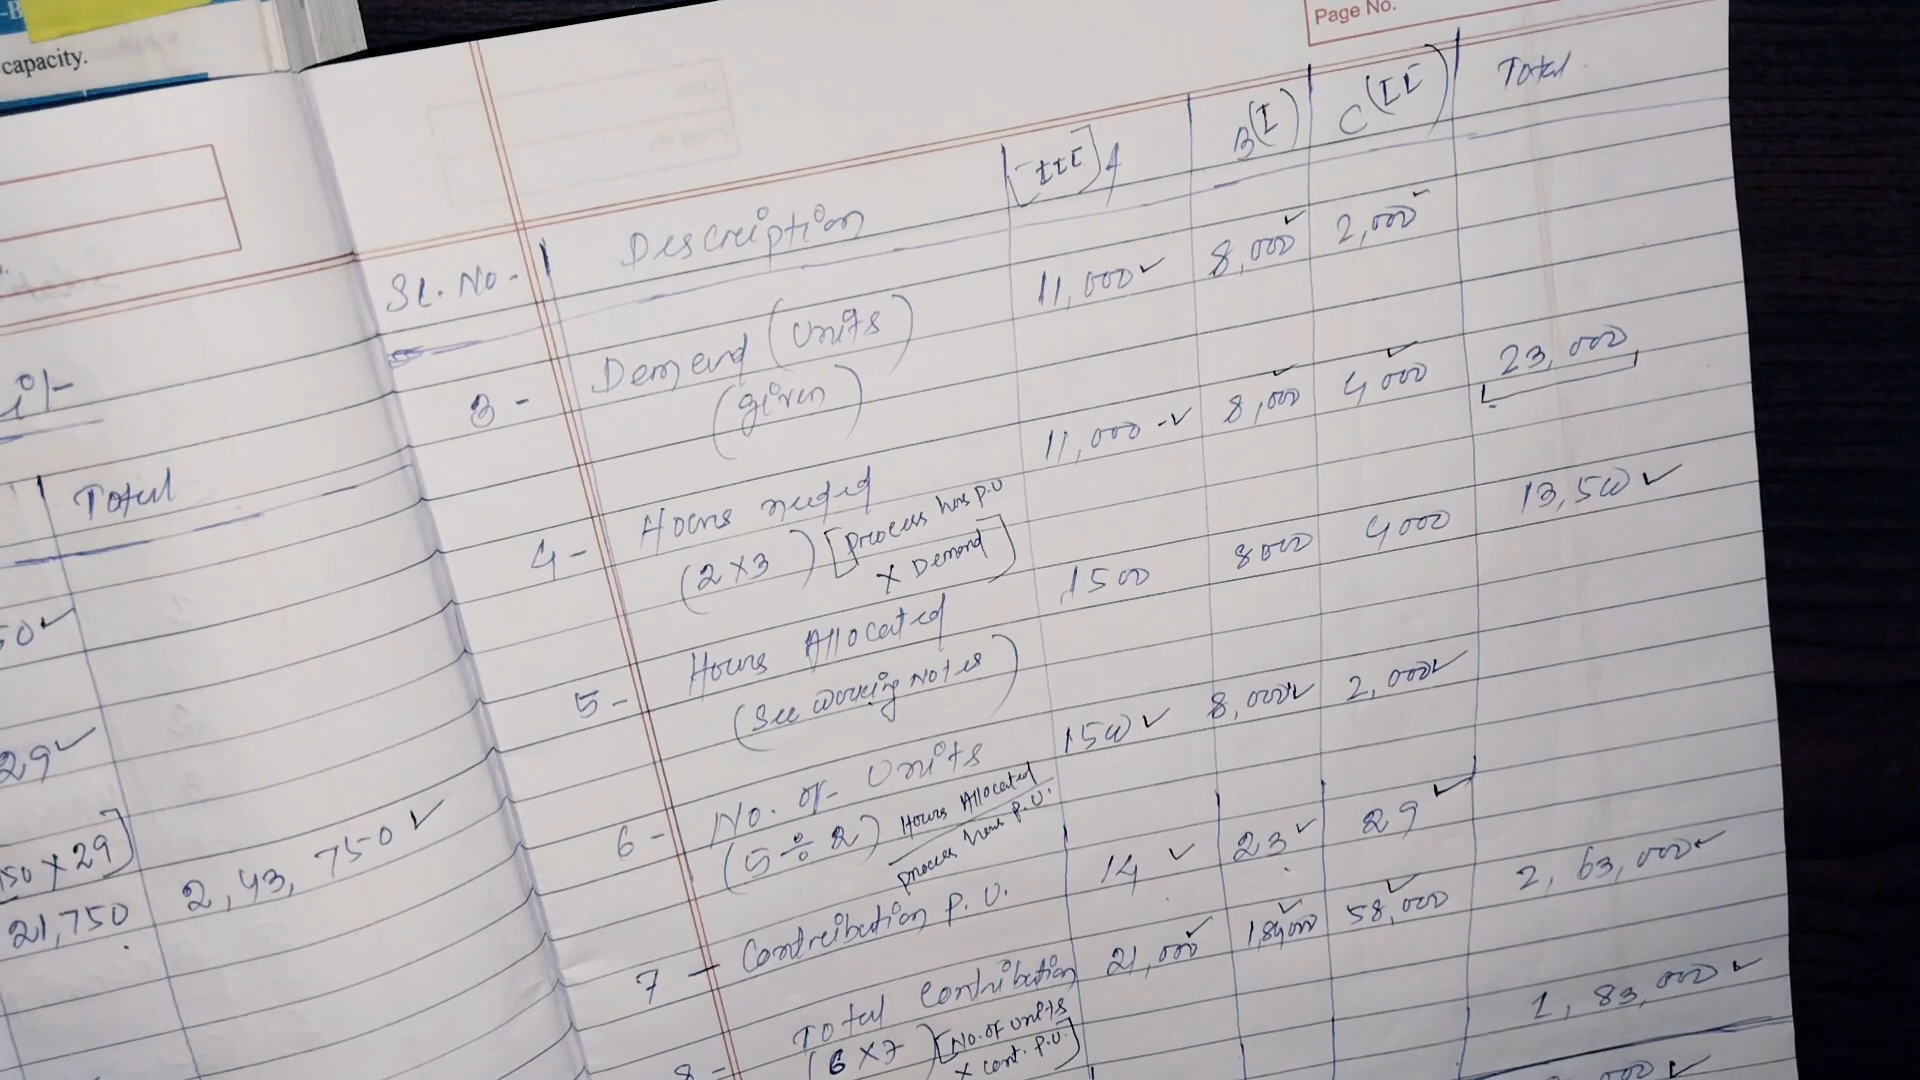 -B
capacity.
Page No.
i/-
Total
50✓
29✓
150 × 29]
21,750 2,43,750✓
Sl. No. Description [III] A B(I) C(II) Total
3 - Demand (Units) 11,000✓ 8,000✓ 2,000✓
(given)
4 - Hours needed 11,000-✓ 8,000✓ 4000✓ 23,000
(2×3) [process hrs p.u
× Demand]
5 - Hours Allocated 1500 8000 4000 13,500✓
(See working Notes)
6 - No. of Units 1500✓ 8,000✓ 2,000✓
(5÷2) Hours Allocated
process hrs p.u.
7 - Contribution P.U. 14✓ 23✓ 29✓
8 - Total contribution 21,000✓ 1,84,000✓ 58,000✓ 2,63,000✓
(6×7) [No. of units
× cont. p.u.]
1,83,000✓
000✓